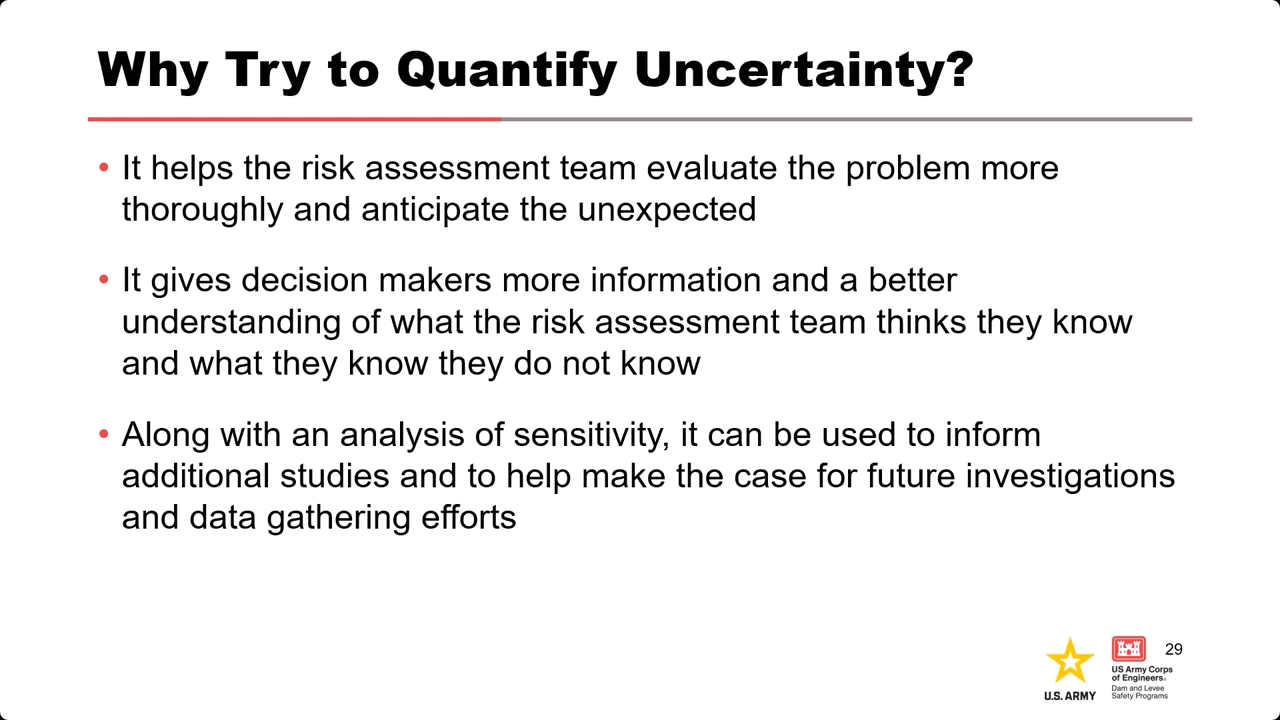 Why Try to Quantify Uncertainty?
• It helps the risk assessment team evaluate the problem more
thoroughly and anticipate the unexpected
• It gives decision makers more information and a better
understanding of what the risk assessment team thinks they know
and what they know they do not know
• Along with an analysis of sensitivity, it can be used to inform
additional studies and to help make the case for future investigations
and data gathering efforts
U.S. ARMY
US Army Corps
of Engineers®
Dam and Levee
Safety Programs
29